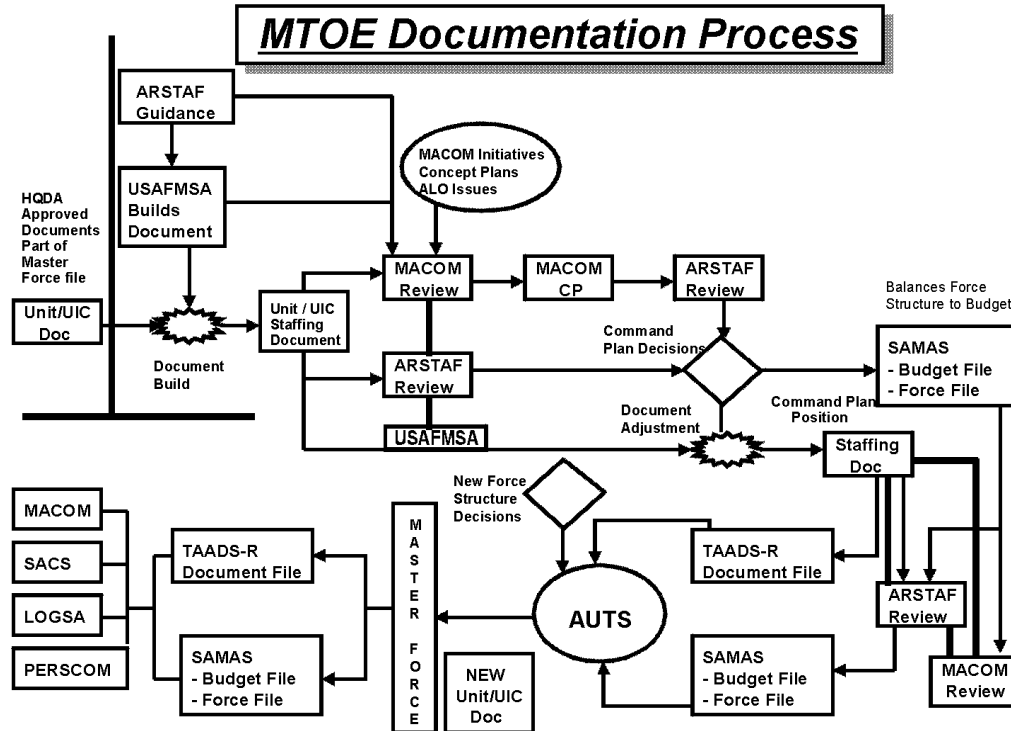 MTOE Documentation Process
ARSTAF
Guidance
MACOM Initiatives
Concept Plans
ALO Issues
USAFMSA
Builds
Document
HQDA
Approved
Documents
Part of
Master
Force file
Unit/UIC
Doc
Document
Build
Unit / UIC
Staffing
Document
MACOM
Review
MACOM
CP
ARSTAF
Review
ARSTAF
Review
USAFMSA
Command
Plan Decisions
Balances Force
Structure to Budget
SAMAS
- Budget File
- Force File
Document
Adjustment
Command Plan
Position
Staffing
Doc
New Force
Structure
Decisions
MACOM
SACS
LOGSA
PERSCOM
TAADS-R
Document File
SAMAS
- Budget File
- Force File
M
A
S
T
E
R
F
O
R
C
E
NEW
Unit/UIC
Doc
AUTS
TAADS-R
Document File
SAMAS
- Budget File
- Force File
ARSTAF
Review
MACOM
Review